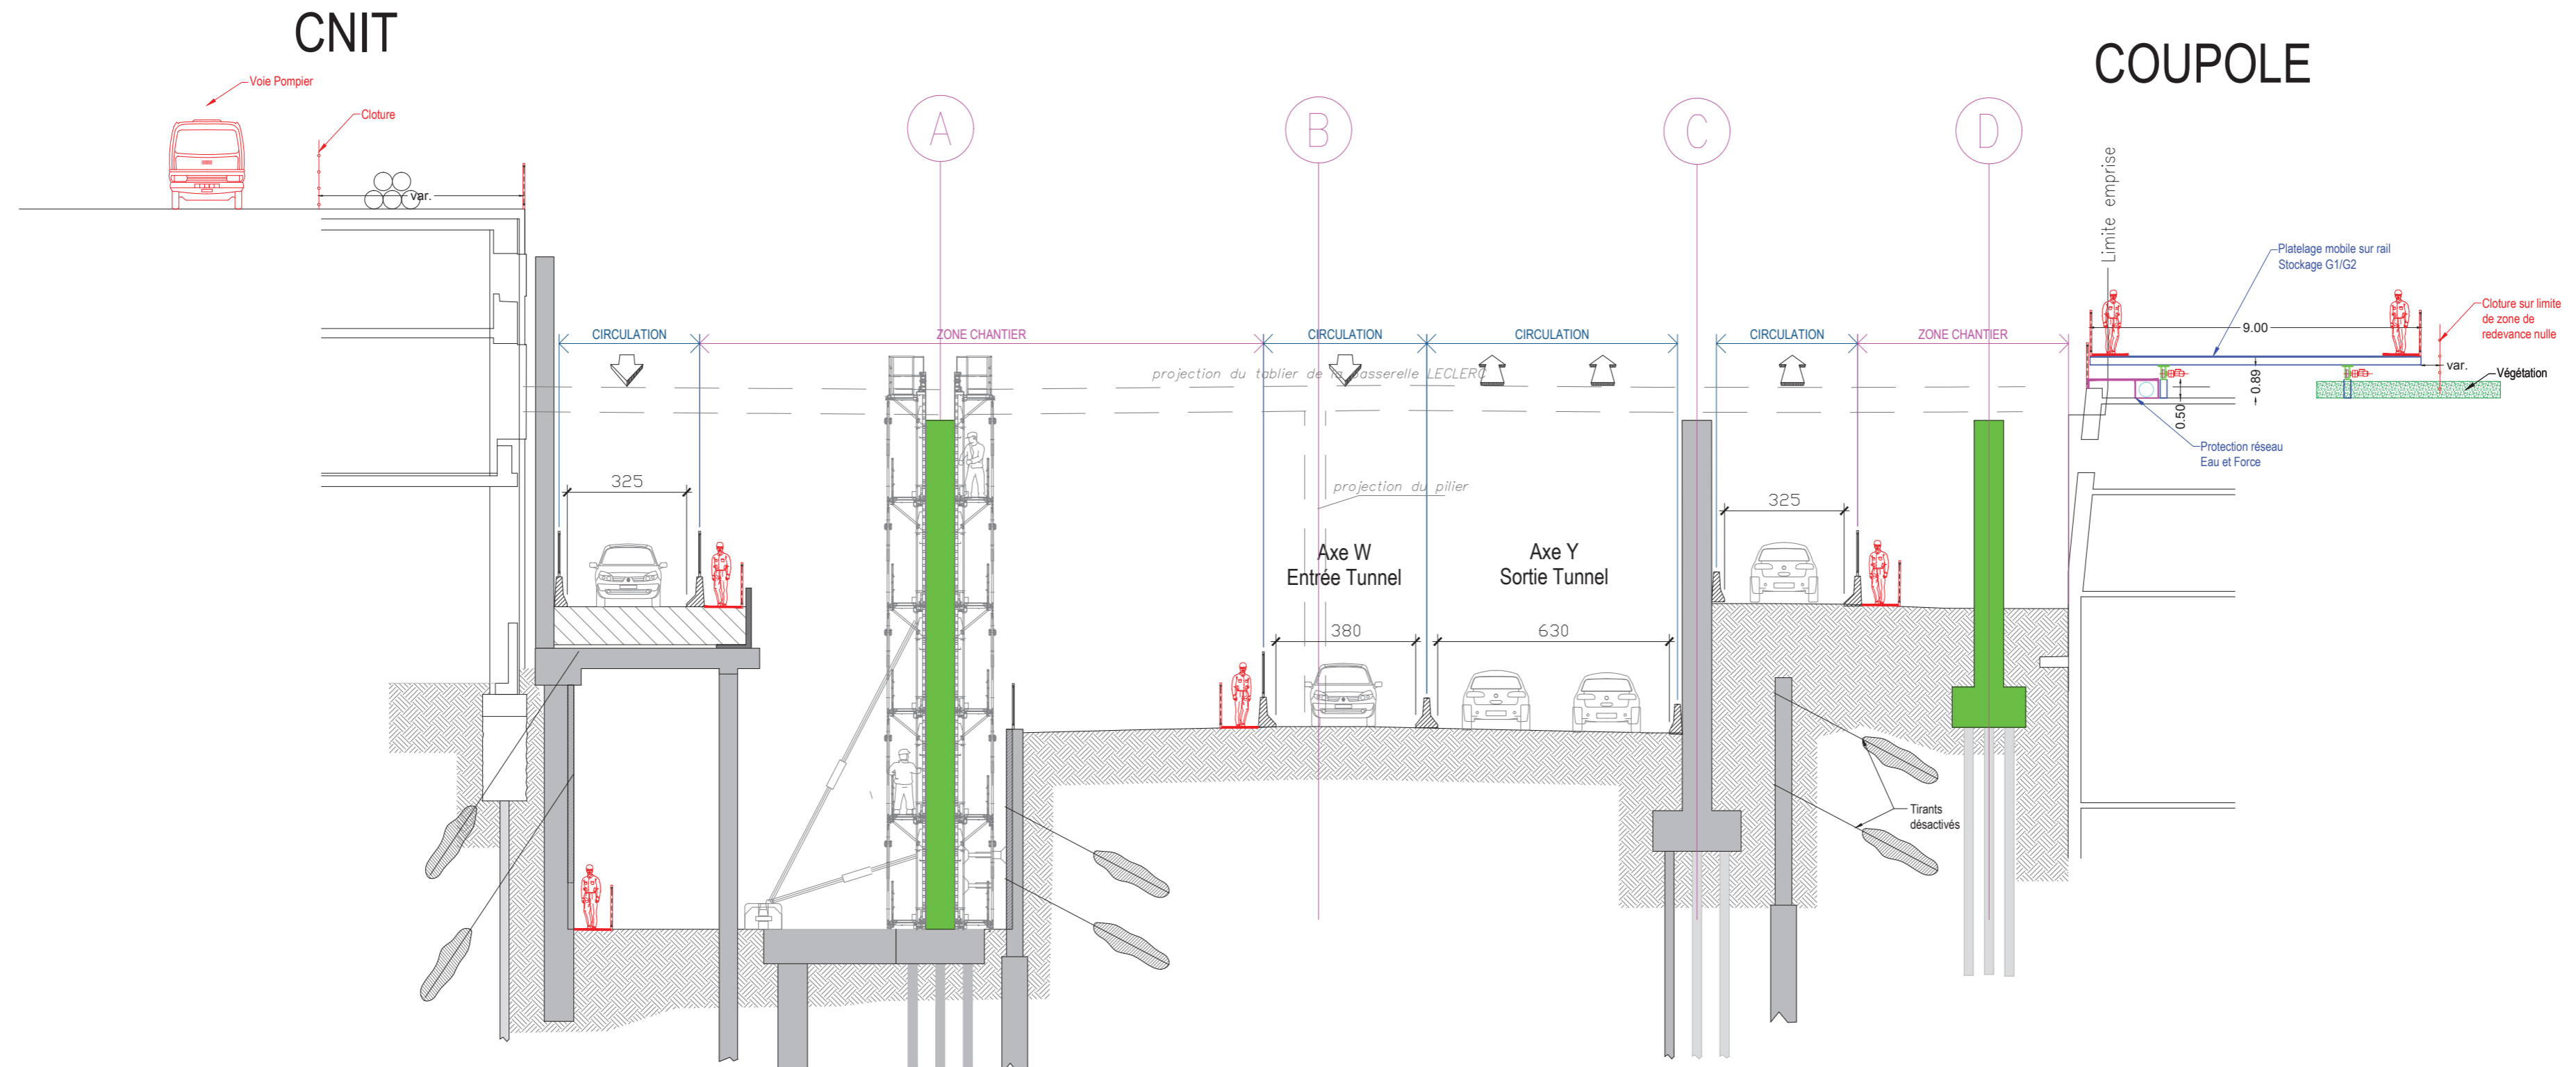 CNIT
COUPOLE
Voie Pompier
Cloture
var.
A
B
C
D
Limite emprise
Platelage mobile sur rail
Stockage G1/G2
Cloture sur limite
de zone de
redevance nulle
9.00
var.
Végétation
0.89
0.50
Protection réseau
Eau et Force
CIRCULATION
ZONE CHANTIER
CIRCULATION
CIRCULATION
CIRCULATION
ZONE CHANTIER
projection du tablier de la passerelle LECLERC
projection du pilier
325
325
Axe W
Entrée Tunnel
Axe Y
Sortie Tunnel
380
630
Tirants
désactivés